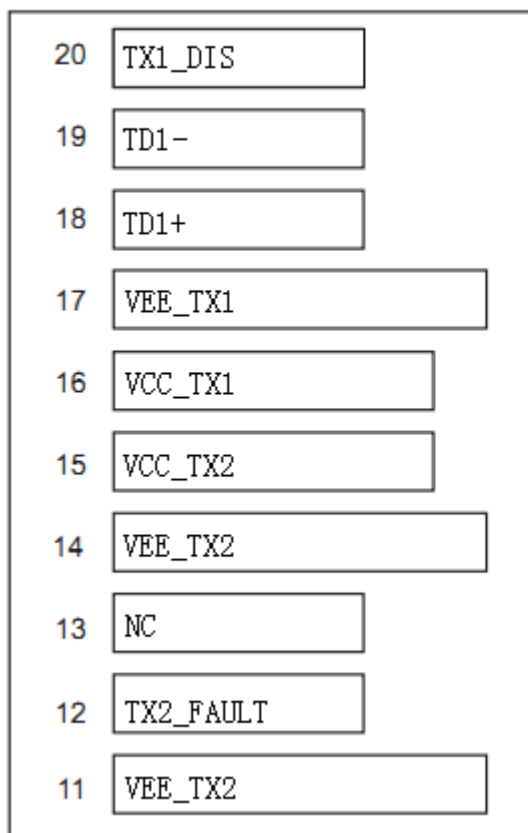 20 TX1_DIS
19 TD1-
18 TD1+
17 VEE_TX1
16 VCC_TX1
15 VCC_TX2
14 VEE_TX2
13 NC
12 TX2_FAULT
11 VEE_TX2